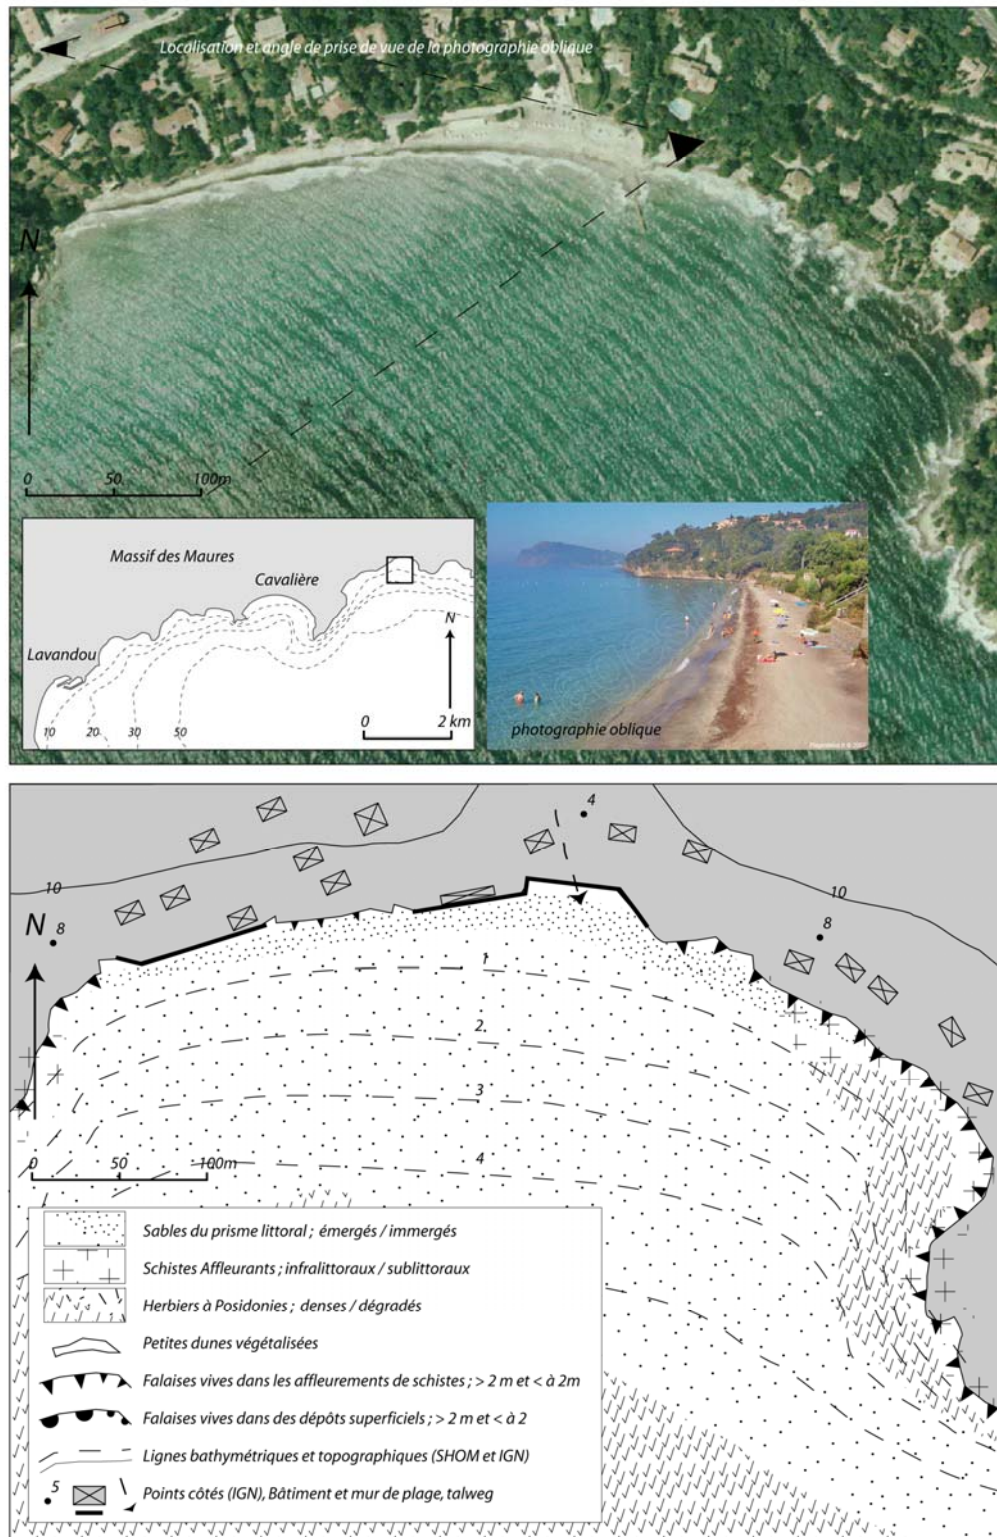 Localisation et angle de prise de vue de la photographie oblique
N
0 50 100m
Massif des Maures
Cavalière
N
Lavandou
10 20 30 50
0 2 km
photographie oblique
4
10
10
N
8
8
1
2
3
4
0 50 100m
Sables du prisme littoral ; émergés / immergés
Schistes Affleurants ; infralittoraux / sublittoraux
Herbiers à Posidonies ; denses / dégradés
Petites dunes végétalisées
Falaises vives dans les affleurements de schistes ; > 2 m et < à 2m
Falaises vives dans des dépôts superficiels ; > 2 m et < à 2
Lignes bathymétriques et topographiques (SHOM et IGN)
5
Points côtés (IGN), Bâtiment et mur de plage, talweg